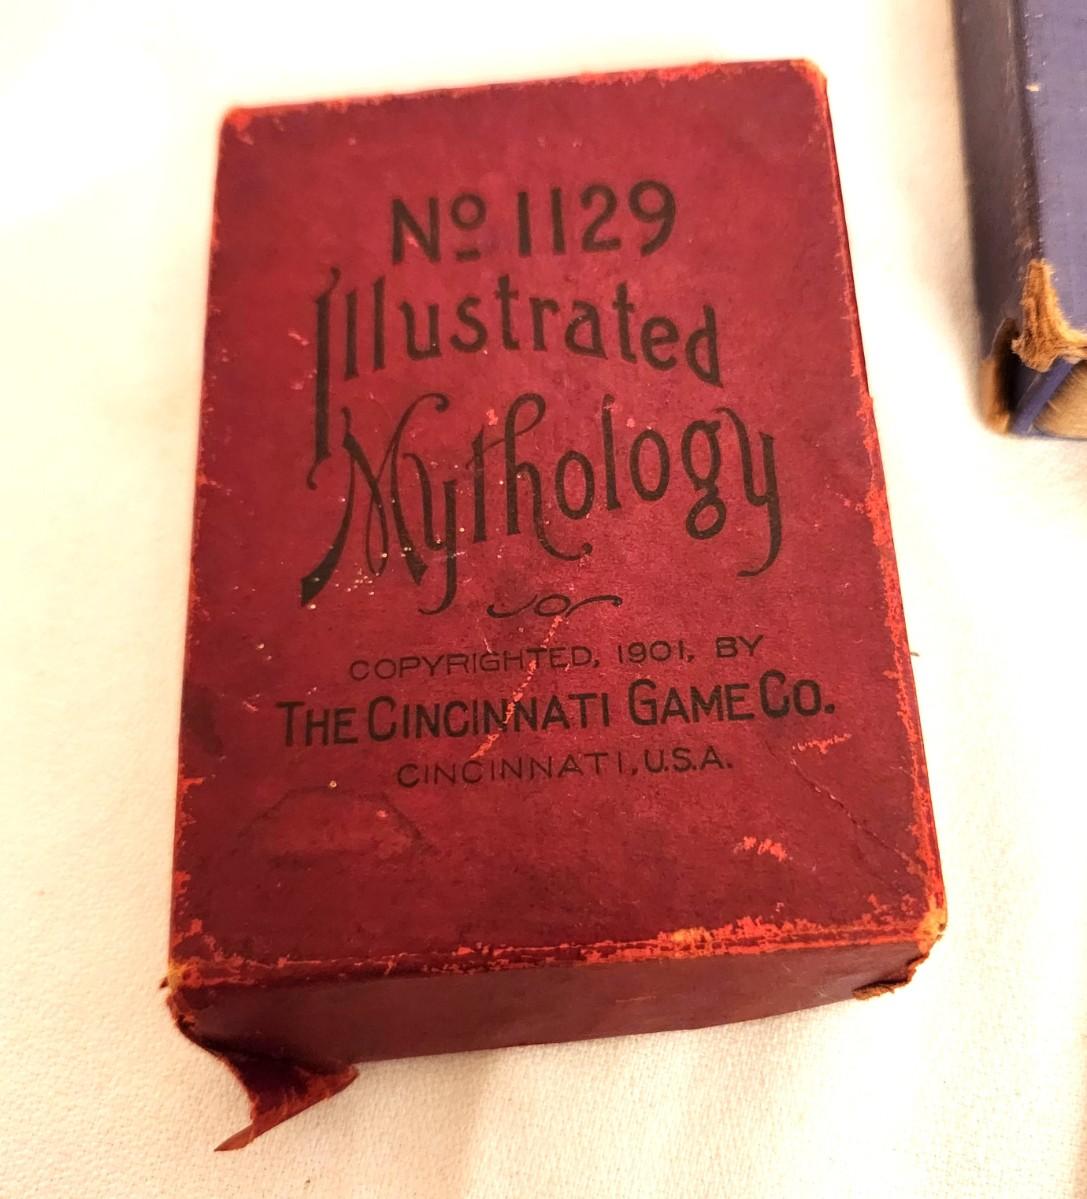 Nº 1129
Illustrated
Mythology
COPYRIGHTED, 1901, BY
THE CINCINNATI GAME CO.
CINCINNATI, U.S.A.